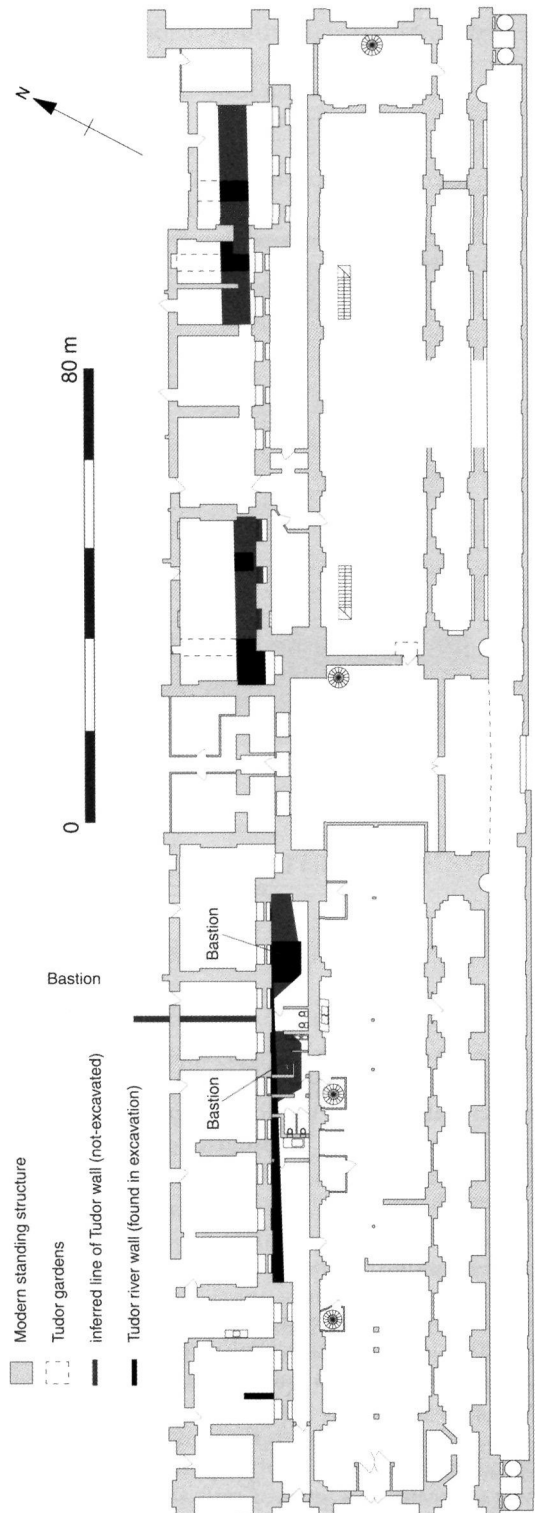 N
0
80 m
Bastion
Bastion
Bastion
Modern standing structure
Tudor gardens
inferred line of Tudor wall (not-excavated)
Tudor river wall (found in excavation)